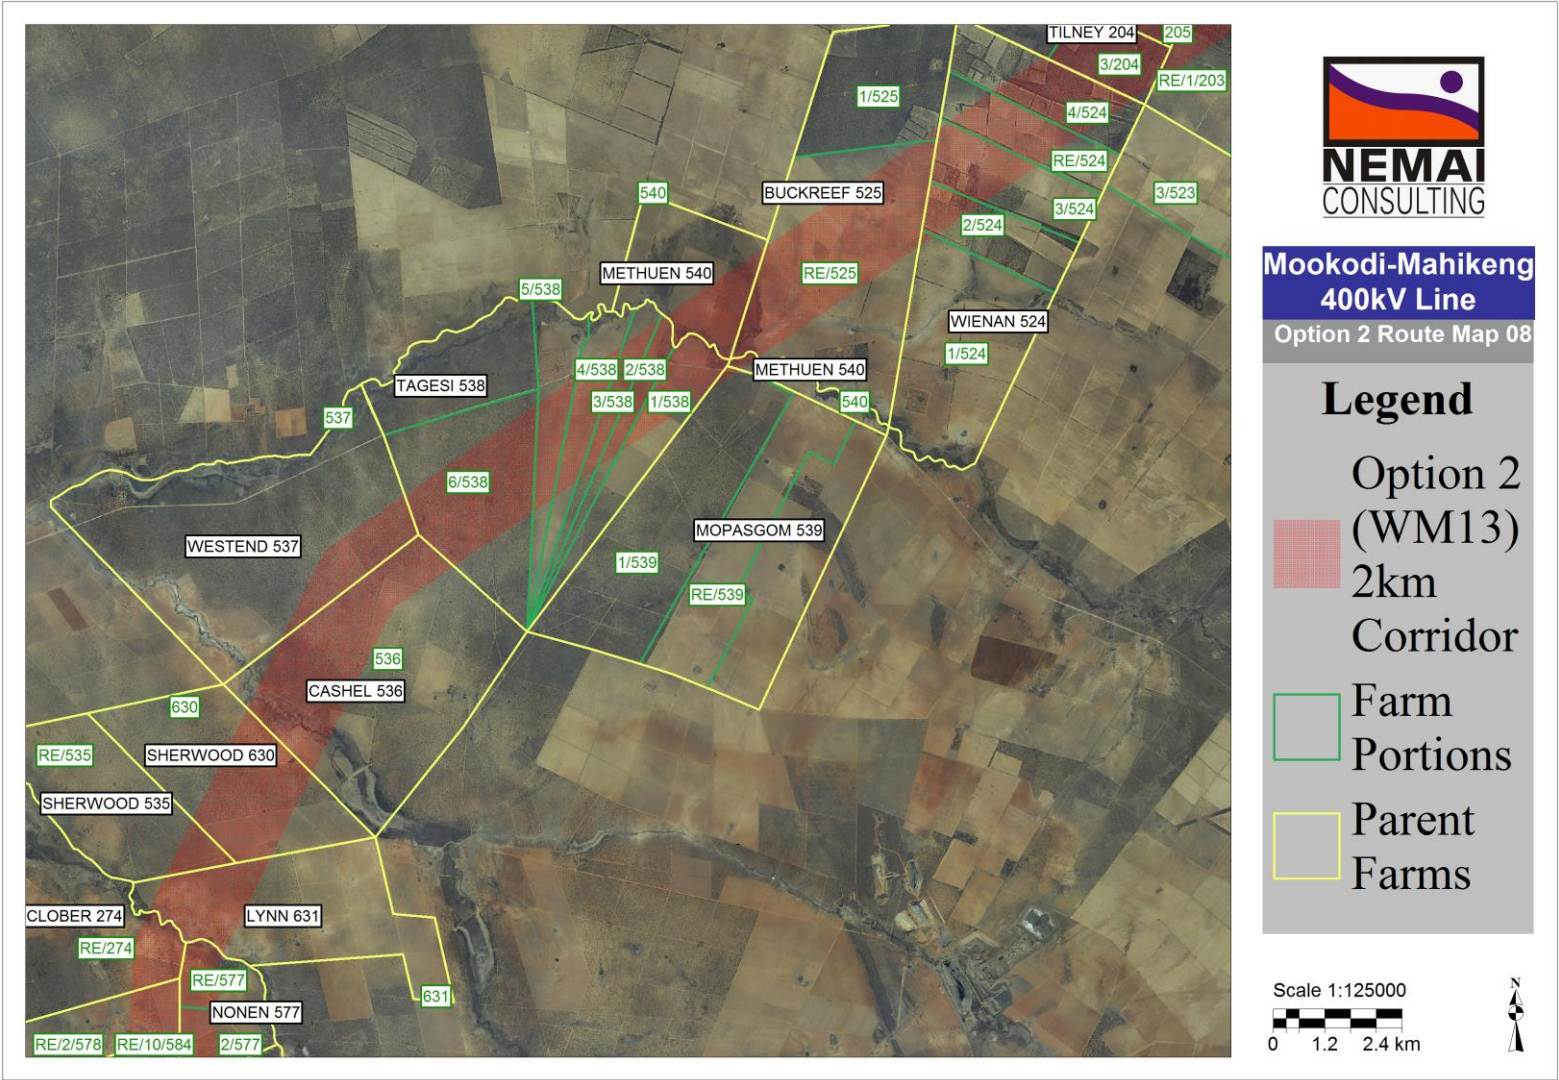 TILNEY 204
205
3/204
RE/1/203
1/525
4/524
RE/524
BUCKREEF 525
540
3/523
3/524
2/524
METHUEN 540
RE/525
5/538
WIENAN 524
1/524
METHUEN 540
4/538
2/538
TAGESI 538
3/538
1/538
540
537
6/538
MOPASGOM 539
WESTEND 537
1/539
RE/539
536
CASHEL 536
630
RE/535
SHERWOOD 630
SHERWOOD 535
CLOBER 274
LYNN 631
RE/274
RE/577
631
NONEN 577
RE/2/578
RE/10/584
2/577
NEMAI
CONSULTING
Mookodi-Mahikeng
400kV Line
Option 2 Route Map 08
Legend
Option 2
(WM13)
2km
Corridor
Farm
Portions
Parent
Farms
Scale 1:125000
0 1.2 2.4 km
N